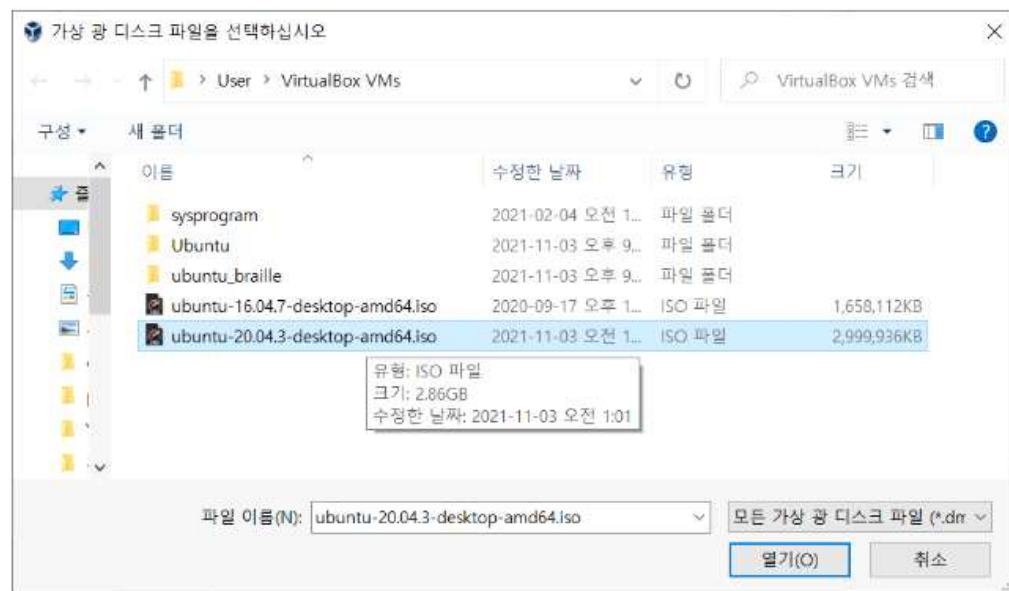 가상 광 디스크 파일을 선택하십시오
User > VirtualBox VMs
VirtualBox VMs 검색
구성
새 폴더
이름 수정한 날짜 유형 크기
즐
sysprogram 2021-02-04 오전 1... 파일 폴더
Ubuntu 2021-11-03 오후 9... 파일 폴더
ubuntu_braille 2021-11-03 오후 9... 파일 폴더
ubuntu-16.04.7-desktop-amd64.iso 2020-09-17 오후 1... ISO 파일 1,658,112KB
ubuntu-20.04.3-desktop-amd64.iso 2021-11-03 오전 1... ISO 파일 2,999,936KB
유형: ISO 파일
크기: 2.86GB
수정한 날짜: 2021-11-03 오전 1:01
파일 이름(N): ubuntu-20.04.3-desktop-amd64.iso 모든 가상 광 디스크 파일 (*.dm
열기(O) 취소